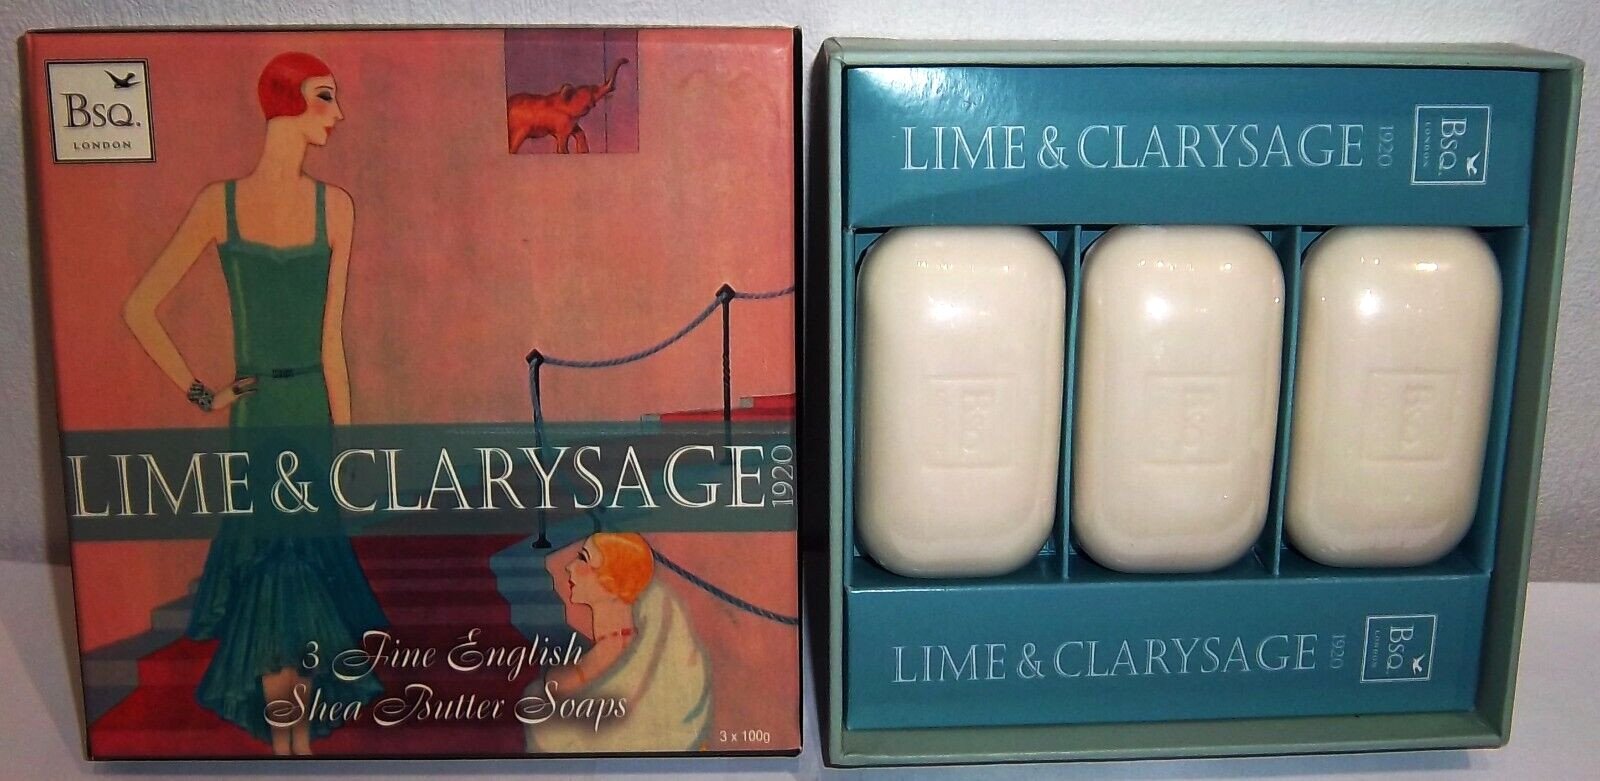 BSQ.
LONDON
LIME & CLARYSAGE 1920
3 Fine English
Shea Butter Soaps
3 x 100g
LIME & CLARYSAGE 1920
BSQ.
LONDON
BSQ.
LIME & CLARYSAGE 1920
BSQ.
LONDON